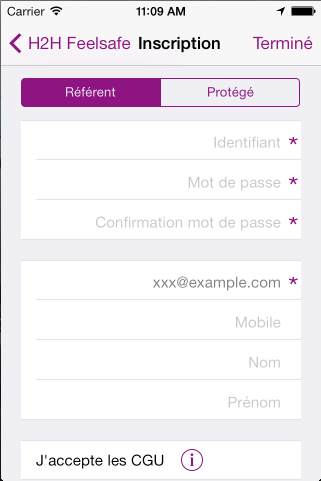 Carrier 11:09 AM
H2H Feelsafe Inscription Terminé
Référent Protégé
Identifiant *
Mot de passe *
Confirmation mot de passe *
xxx@example.com *
Mobile
Nom
Prénom
J'accepte les CGU i